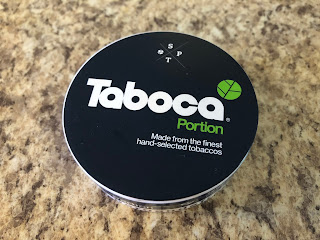 S
S P
T
Taboca®
Portion
Made from the finest
hand-selected tobaccos